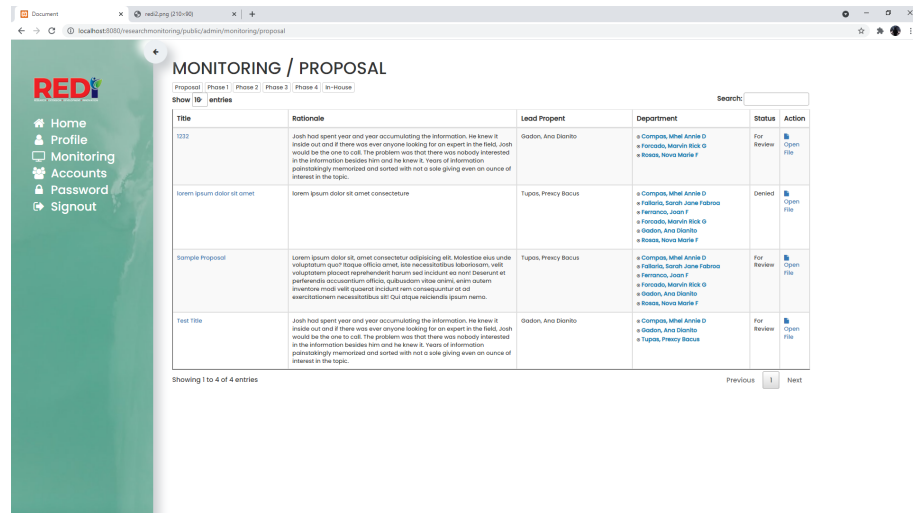 Document
redi2.png (210×90)
localhost:8080/researchmonitoring/public/admin/monitoring/proposal
REDi
Home
Profile
Monitoring
Accounts
Password
Signout
MONITORING / PROPOSAL
Proposal Phase 1 Phase 2 Phase 3 Phase 4 In-House
Show 10 entries
Search:
Title Rationale Lead Propent Department Status Action
1232
Josh had spent year and year accumulating the information. He knew it
inside out and if there was ever anyone looking for an expert in the field, Josh
would be the one to call. The problem was that there was nobody interested
in the information besides him and he knew it. Years of information
painstakingly memorized and sorted with not a sole giving even an ounce of
interest in the topic.
Gadon, Ana Dianito
Compas, Mhel Annie D
Forcado, Marvin Rick G
Rosas, Nova Marie F
For
Review
Open
File
lorem ipsum dolor sit amet
lorem ipsum dolor sit amet consecteture
Tupas, Prexcy Bacus
Compas, Mhel Annie D
Fallaria, Sarah Jane Fabroa
Ferranco, Joan F
Forcado, Marvin Rick G
Gadon, Ana Dianito
Rosas, Nova Marie F
Denied
Open
File
Sample Proposal
Lorem ipsum dolor sit, amet consectetur adipisicing elit. Molestiae eius unde
voluptatum quo? Itaque officia amet, iste necessitatibus laboriosam, velit
voluptatem placeat reprehenderit harum sed incidunt ea non! Deserunt et
perferendis accusantium officia, quibusdam vitae animi, enim autem
inventore modi velit quaerat incidunt rem consequuntur at ad
exercitationem necessitatibus sit! Qui atque reiciendis ipsum nemo.
Tupas, Prexcy Bacus
Compas, Mhel Annie D
Fallaria, Sarah Jane Fabroa
Ferranco, Joan F
Forcado, Marvin Rick G
Gadon, Ana Dianito
Rosas, Nova Marie F
For
Review
Open
File
Test Title
Josh had spent year and year accumulating the information. He knew it
inside out and if there was ever anyone looking for an expert in the field, Josh
would be the one to call. The problem was that there was nobody interested
in the information besides him and he knew it. Years of information
painstakingly memorized and sorted with not a sole giving even an ounce of
interest in the topic.
Gadon, Ana Dianito
Compas, Mhel Annie D
Gadon, Ana Dianito
Tupas, Prexcy Bacus
For
Review
Open
File
Showing 1 to 4 of 4 entries
Previous 1 Next